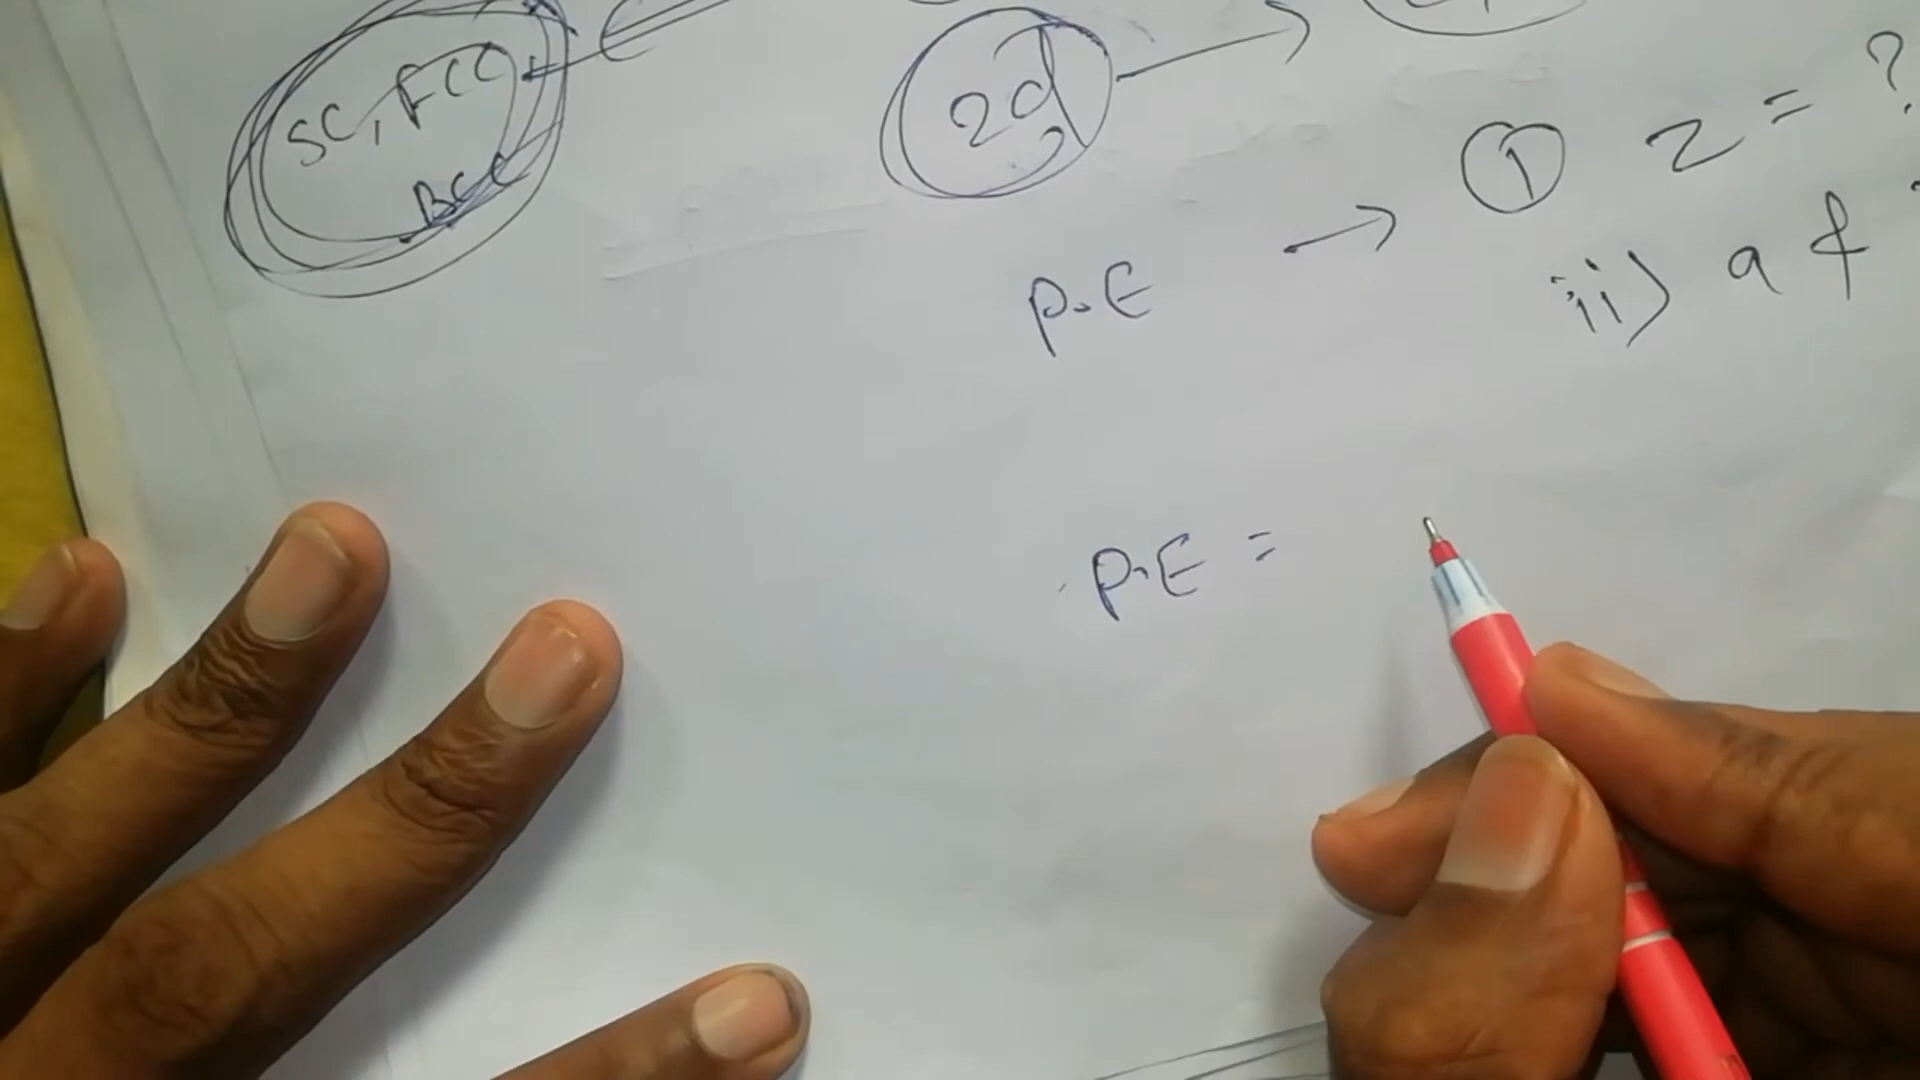 SC, FCC,
BCC
2d
P.E → ① Z = ?
ii) a &
P.E =